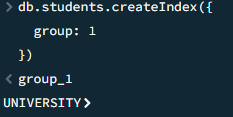 > db.students.createIndex({
group: 1
})
< group_1
UNIVERSITY>